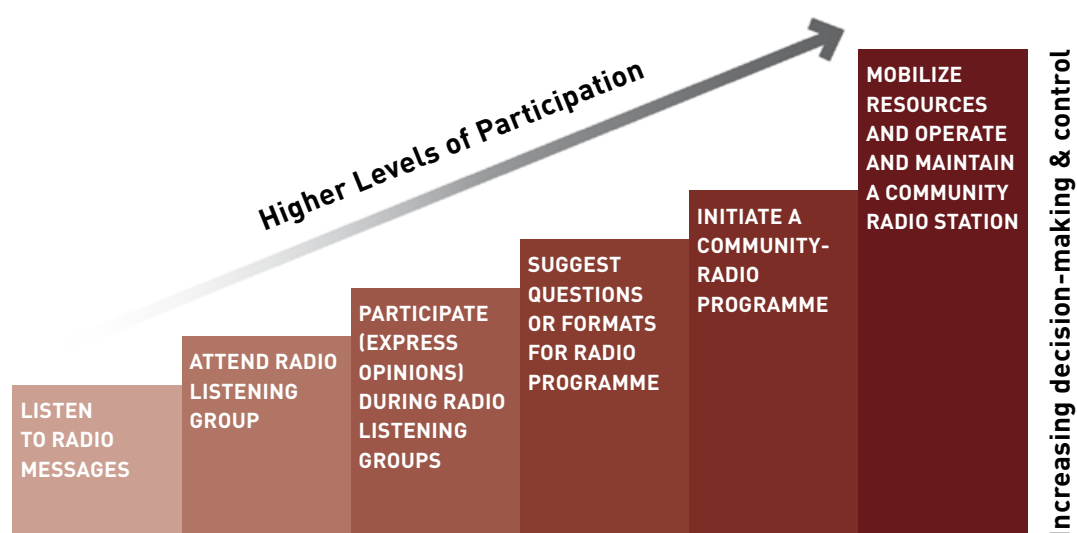 Higher Levels of Participation
LISTEN
TO RADIO
MESSAGES
ATTEND RADIO
LISTENING
GROUP
PARTICIPATE
(EXPRESS
OPINIONS)
DURING RADIO
LISTENING
GROUPS
SUGGEST
QUESTIONS
OR FORMATS
FOR RADIO
PROGRAMME
INITIATE A
COMMUNITY-
RADIO
PROGRAMME
MOBILIZE
RESOURCES
AND OPERATE
AND MAINTAIN
A COMMUNITY
RADIO STATION
Increasing decision-making & control